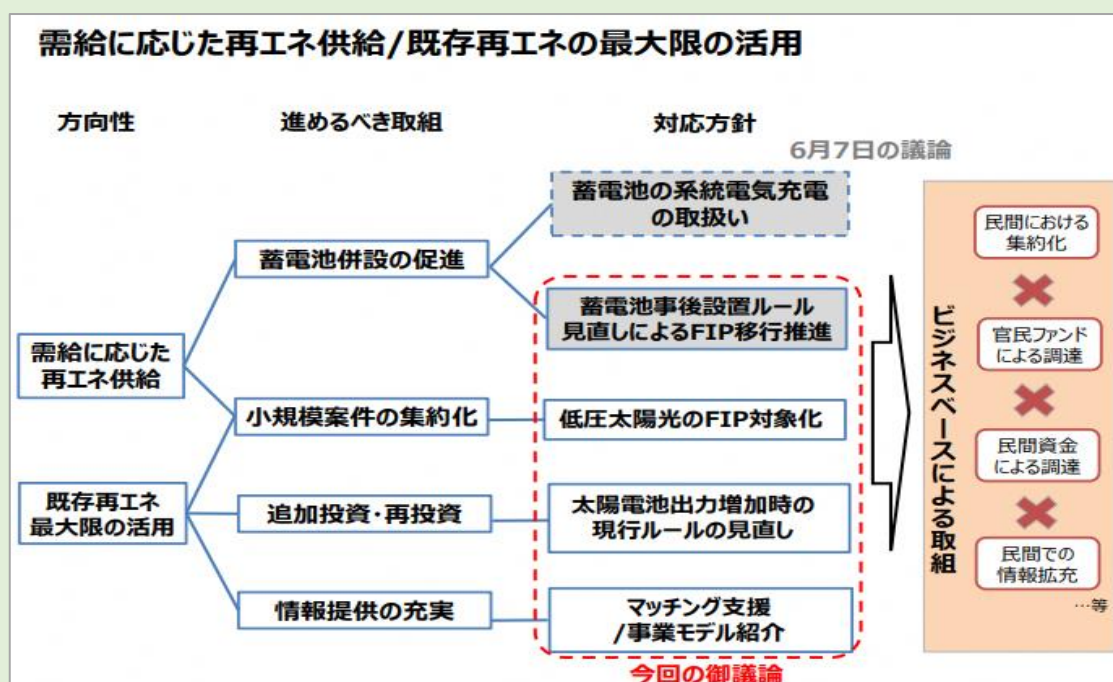 需給に応じた再エネ供給/既存再エネの最大限の活用
方向性
進めるべき取組
対応方針
6月7日の議論
需給に応じた
再エネ供給
既存再エネ
最大限の活用
蓄電池併設の促進
小規模案件の集約化
追加投資・再投資
情報提供の充実
蓄電池の系統電気充電
の取扱い
蓄電池事後設置ルール
見直しによるFIP移行推進
低圧太陽光のFIP対象化
太陽電池出力増加時の
現行ルールの見直し
マッチング支援
/事業モデル紹介
今回の御議論
ビジネスベースによる取組
民間における
集約化
官民ファンド
による調達
民間資金
による調達
民間での
情報拡充
…等